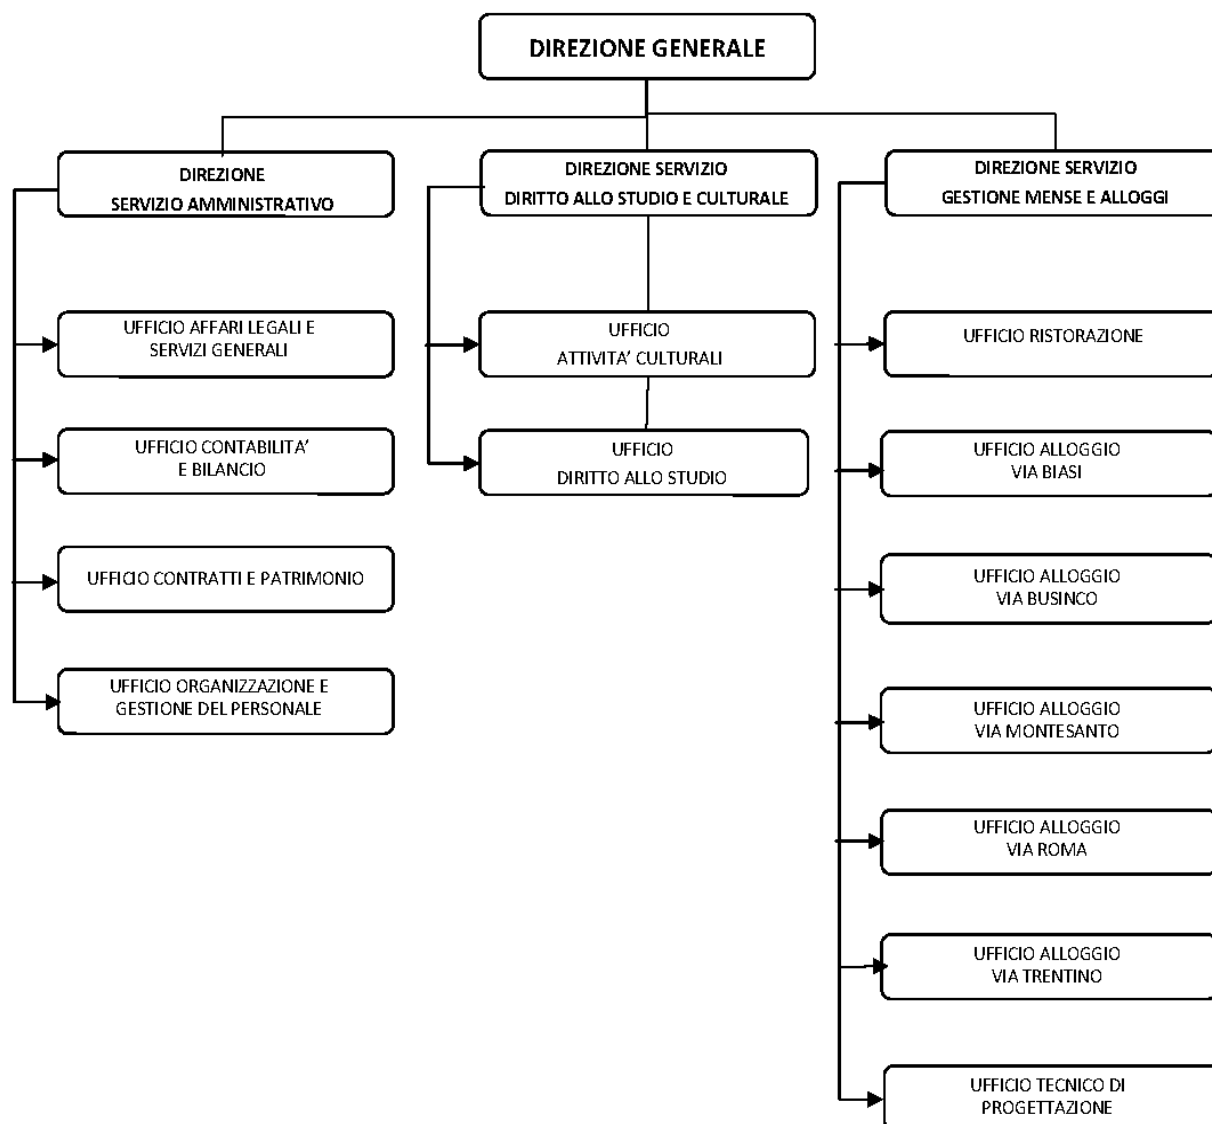 DIREZIONE GENERALE
DIREZIONE
SERVIZIO AMMINISTRATIVO
UFFICIO AFFARI LEGALI E
SERVIZI GENERALI
UFFICIO CONTABILITA’
E BILANCIO
UFFICIO CONTRATTI E PATRIMONIO
UFFICIO ORGANIZZAZIONE E
GESTIONE DEL PERSONALE
DIREZIONE SERVIZIO
DIRITTO ALLO STUDIO E CULTURALE
UFFICIO
ATTIVITA’ CULTURALI
UFFICIO
DIRITTO ALLO STUDIO
DIREZIONE SERVIZIO
GESTIONE MENSE E ALLOGGI
UFFICIO RISTORAZIONE
UFFICIO ALLOGGIO
VIA BIASI
UFFICIO ALLOGGIO
VIA BUSINCO
UFFICIO ALLOGGIO
VIA MONTESANTO
UFFICIO ALLOGGIO
VIA ROMA
UFFICIO ALLOGGIO
VIA TRENTINO
UFFICIO TECNICO DI
PROGETTAZIONE